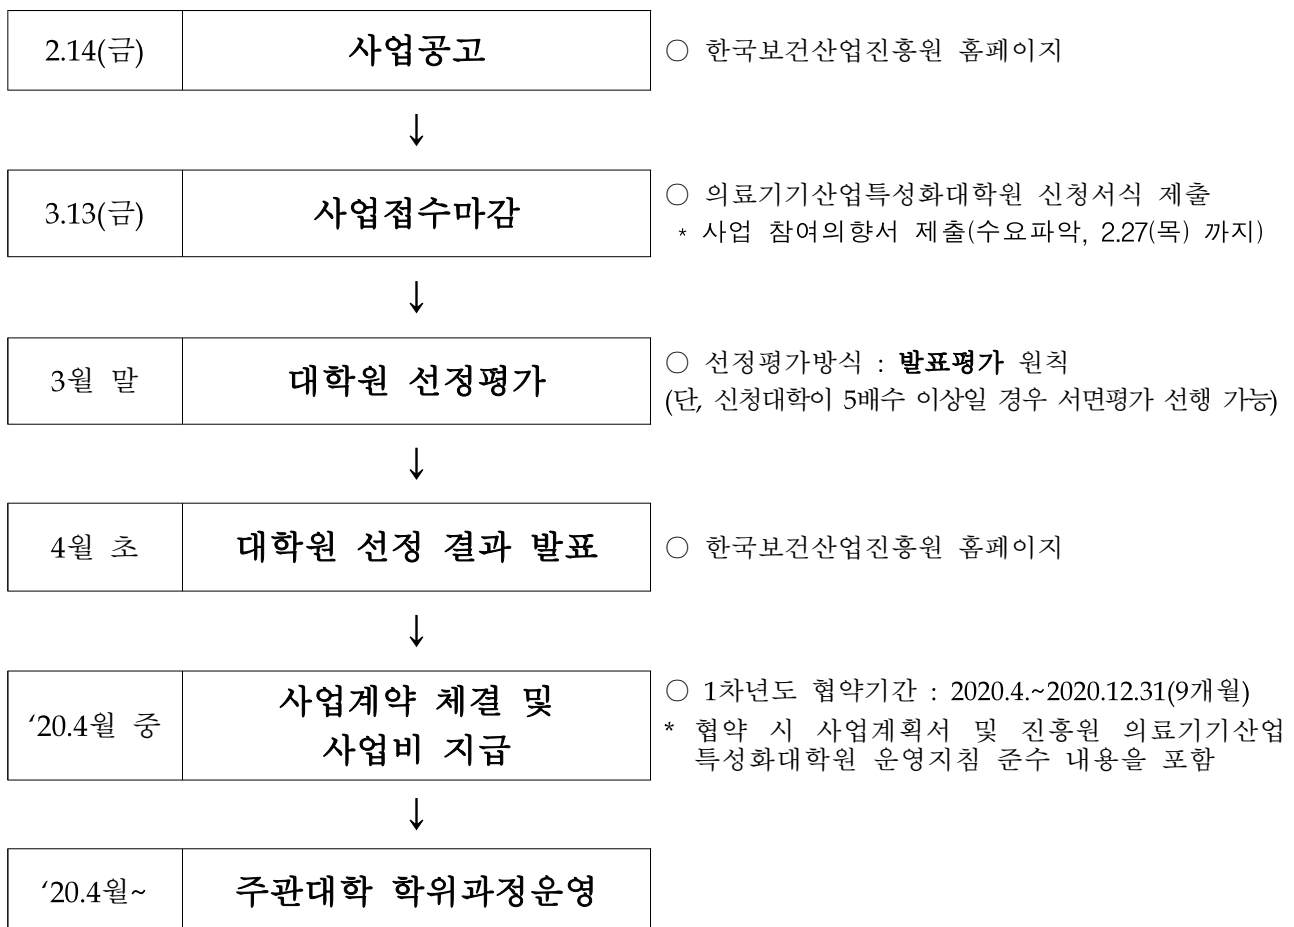 2.14(금) 사업공고 ○ 한국보건산업진흥원 홈페이지
↓
3.13(금) 사업접수마감 ○ 의료기기산업특성화대학원 신청서식 제출
* 사업 참여의향서 제출(수요파악, 2.27(목) 까지)
↓
3월 말 대학원 선정평가 ○ 선정평가방식 : 발표평가 원칙
(단, 신청대학이 5배수 이상일 경우 서면평가 선행 가능)
↓
4월 초 대학원 선정 결과 발표 ○ 한국보건산업진흥원 홈페이지
↓
‘20.4월 중 사업계약 체결 및
사업비 지급
○ 1차년도 협약기간 : 2020.4.~2020.12.31(9개월)
* 협약 시 사업계획서 및 진흥원 의료기기산업
특성화대학원 운영지침 준수 내용을 포함
↓
‘20.4월~ 주관대학 학위과정운영